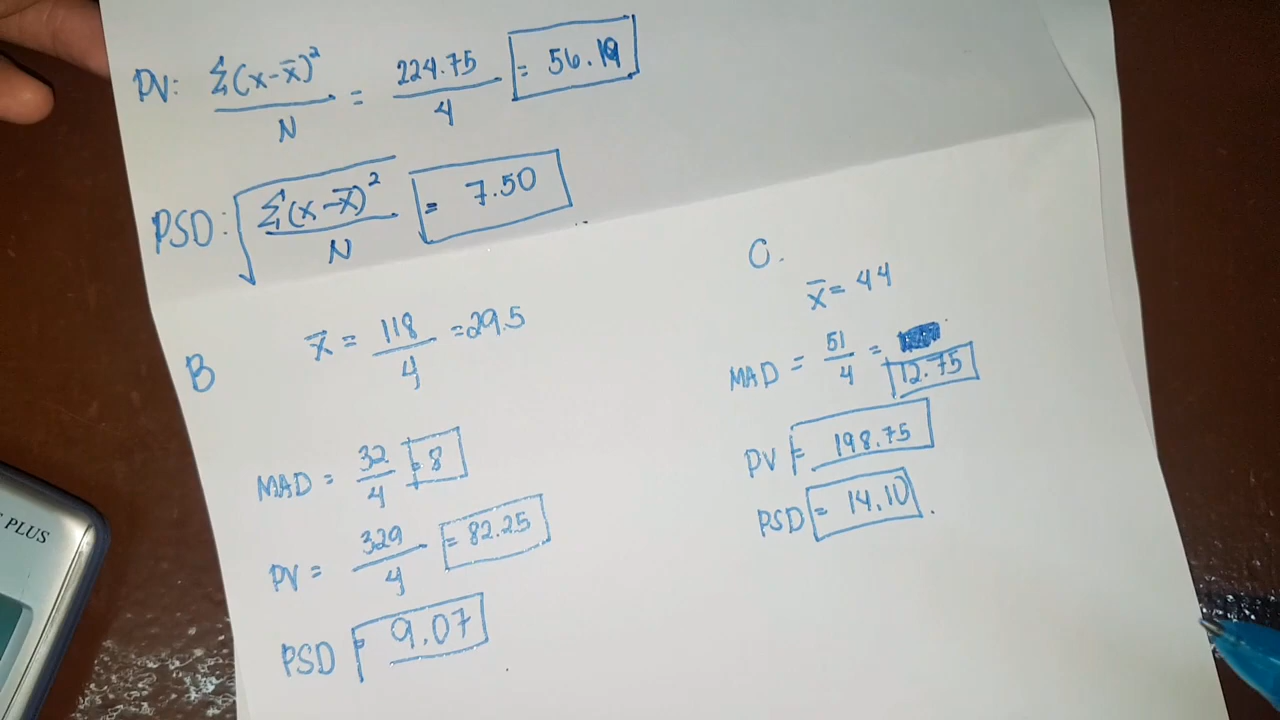 PV: Σ(x-x̄)² / N = 224.75 / 4 = 56.19
PSD: √(Σ(x-x̄)² / N) = 7.50
B
x̄ = 118 / 4 = 29.5
MAD = 32 / 4 = 8
PV = 329 / 4 = 82.25
PSD = 9.07
C.
x̄ = 44
MAD = 51 / 4 = 12.75
PV = 198.75
PSD = 14.10
PLUS